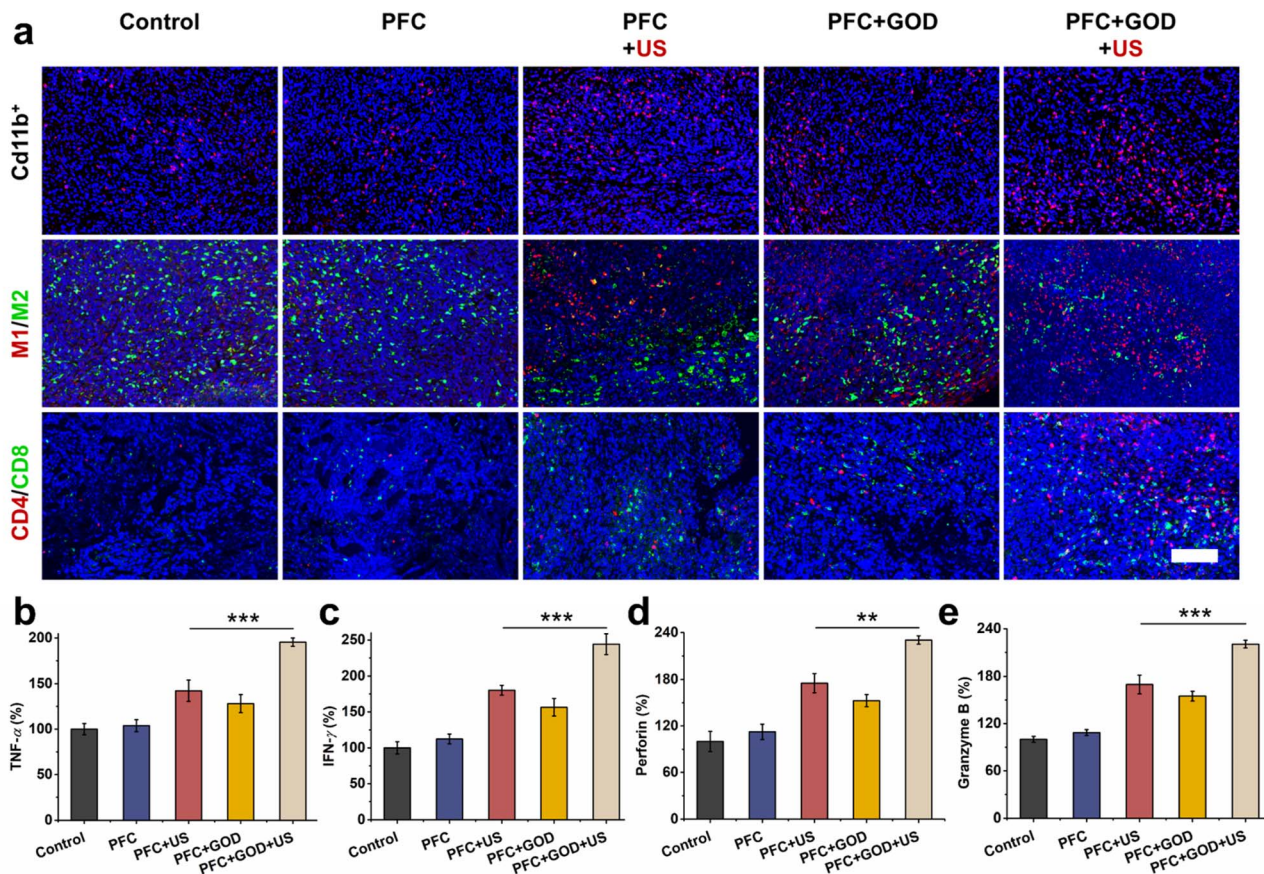 a
Control
PFC
PFC
+US
PFC+GOD
PFC+GOD
+US
Cd11b+
M1/M2
CD4/CD8
b
***
TNF-α (%)
200
150
100
50
0
Control
PFC
PFC+US
PFC+GOD
PFC+GOD+US
c
***
IFN-γ (%)
250
200
150
100
50
0
Control
PFC
PFC+US
PFC+GOD
PFC+GOD+US
d
**
Perforin (%)
240
180
120
60
0
Control
PFC
PFC+US
PFC+GOD
PFC+GOD+US
e
***
Granzyme B (%)
240
180
120
60
0
Control
PFC
PFC+US
PFC+GOD
PFC+GOD+US